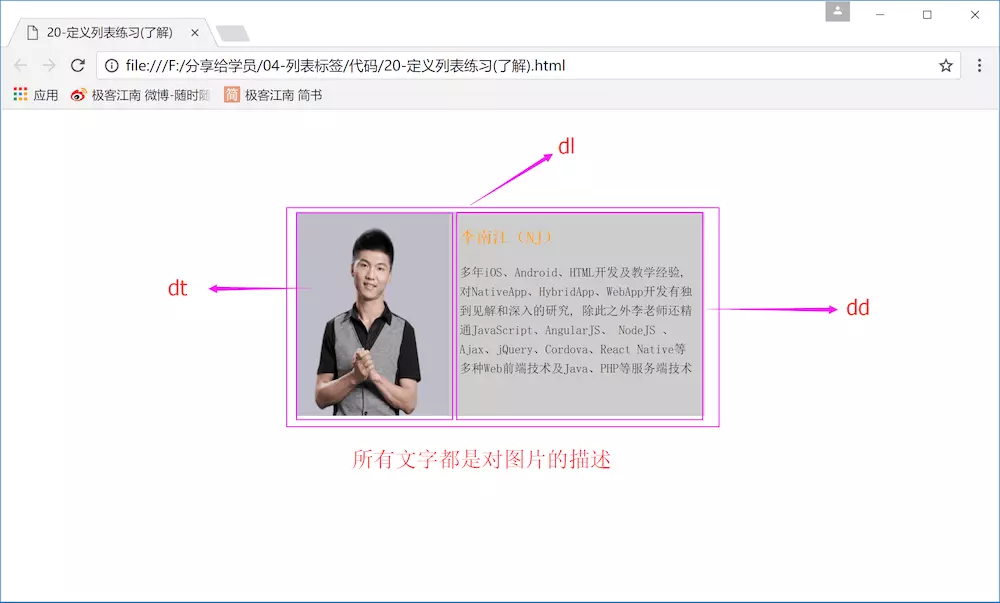 20-定义列表练习(了解)
file:///F:/分享给学员/04-列表标签/代码/20-定义列表练习(了解).html
应用 极客江南 微博-随时随 简 极客江南 简书
dl
dt
李南江（NJ）
多年iOS、Android、HTML开发及教学经验,
对NativeApp、HybridApp、WebApp开发有独
到见解和深入的研究, 除此之外李老师还精
通JavaScript、AngularJS、 NodeJS 、
Ajax、jQuery、Cordova、React Native等
多种Web前端技术及Java、PHP等服务端技术
dd
所有文字都是对图片的描述